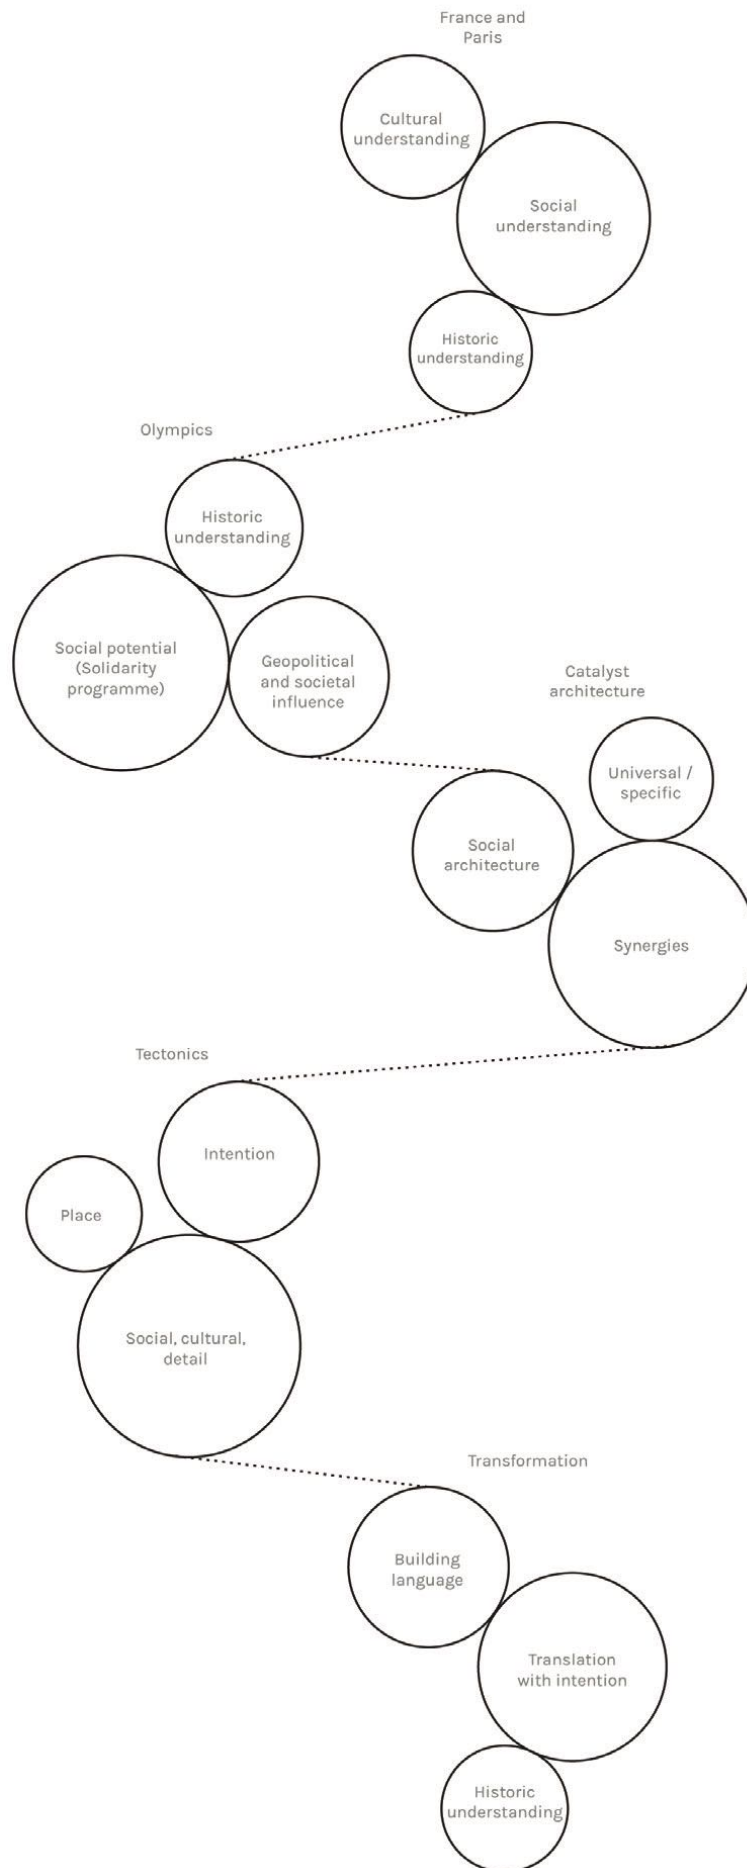 France and
Paris
Cultural
understanding
Social
understanding
Historic
understanding
Olympics
Historic
understanding
Social potential
(Solidarity
programme)
Geopolitical
and societal
influence
Catalyst
architecture
Universal /
specific
Social
architecture
Synergies
Tectonics
Intention
Place
Social, cultural,
detail
Transformation
Building
language
Translation
with intention
Historic
understanding